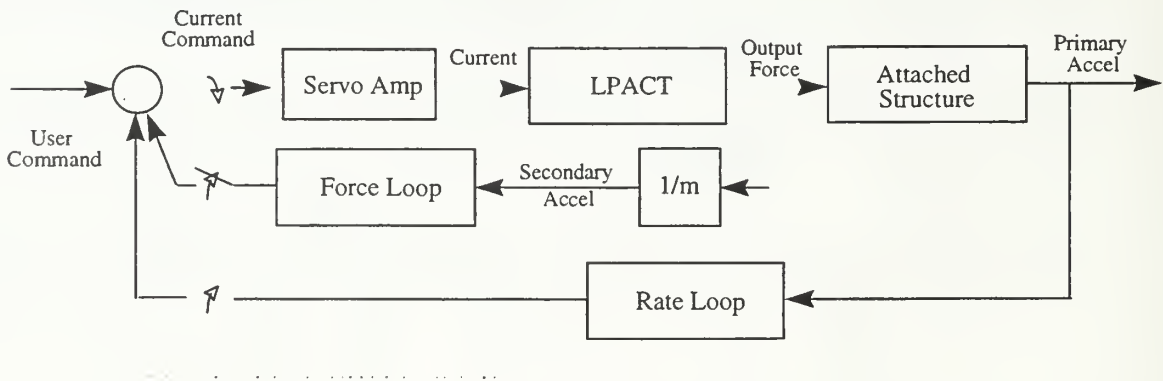 Current
Command
Servo Amp
Current
LPACT
Output
Force
Attached
Structure
Primary
Accel
User
Command
Force Loop
Secondary
Accel
1/m
Rate Loop